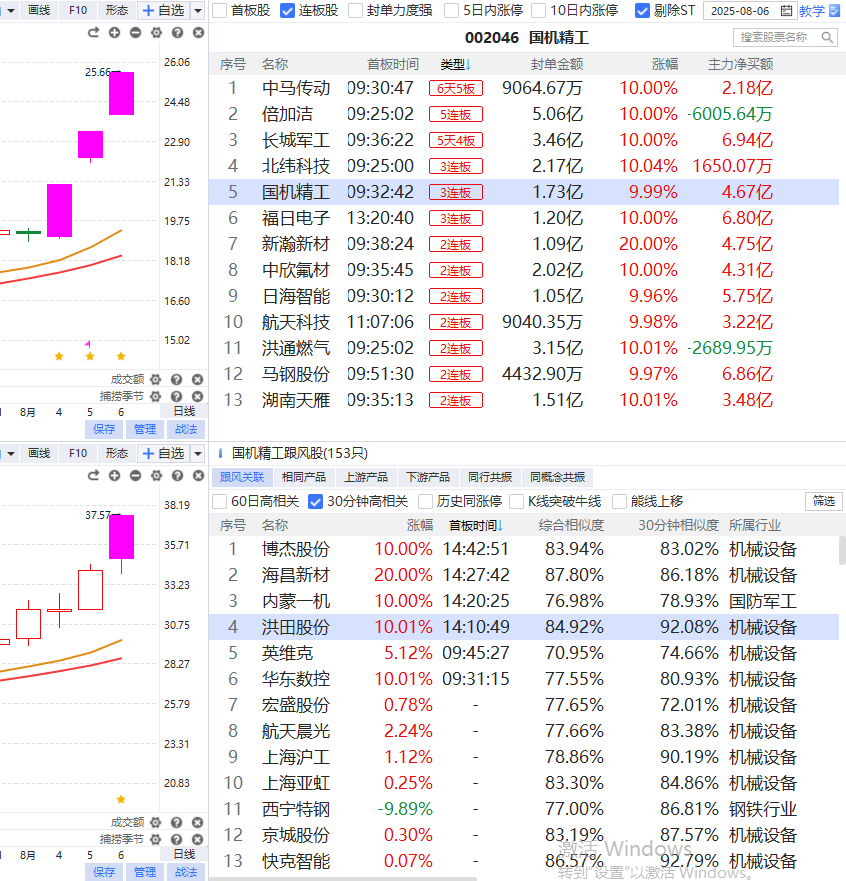 画线 F10 形态 自选
首板股 连板股 封单力度强 5日内涨停 10日内涨停 剔除ST 2025-08-06 教学
002046 国机精工
搜索股票名称
序号 名称 首板时间 类型↓ 封单金额 涨幅 主力净买额
1 中马传动 09:30:47 6天5板 9064.67万 10.00% 2.18亿
2 倍加洁 09:25:02 5连板 5.06亿 10.00% -6005.64万
3 长城军工 09:36:22 5天4板 3.46亿 10.00% 6.94亿
4 北纬科技 09:25:00 3连板 2.17亿 10.04% 1650.07万
5 国机精工 09:32:42 3连板 1.73亿 9.99% 4.67亿
6 福日电子 13:20:40 3连板 1.20亿 10.00% 6.80亿
7 新瀚新材 09:38:24 2连板 1.09亿 20.00% 4.75亿
8 中欣氟材 09:35:45 2连板 2.02亿 10.00% 4.31亿
9 日海智能 09:30:12 2连板 1.05亿 9.96% 5.75亿
10 航天科技 11:07:06 2连板 9040.35万 9.98% 3.22亿
11 洪通燃气 09:25:02 2连板 3.15亿 10.01% -2689.95万
12 马钢股份 09:51:30 2连板 4432.90万 9.97% 6.86亿
13 湖南天雁 09:35:13 2连板 1.51亿 10.01% 3.48亿
25.66
26.06
24.48
22.90
21.33
19.75
18.18
16.60
15.02
成交额
捕捞季节
8月 4 5 6 日线
保存 管理 战法
画线 F10 形态 自选
国机精工跟风股(153只)
跟风关联 相同产品 上游产品 下游产品 同行共振 同概念共振
60日高相关 30分钟高相关 历史同涨停 K线突破牛线 熊线上移 筛选
序号 名称 涨幅 首板时间↓ 综合相似度 30分钟相似度 所属行业
1 博杰股份 10.00% 14:42:51 83.94% 83.02% 机械设备
2 海昌新材 20.00% 14:27:42 87.80% 86.18% 机械设备
3 内蒙一机 10.00% 14:20:25 76.98% 78.93% 国防军工
4 洪田股份 10.01% 14:10:49 84.92% 92.08% 机械设备
5 英维克 5.12% 09:45:27 70.95% 74.66% 机械设备
6 华东数控 10.01% 09:31:15 77.55% 80.93% 机械设备
7 宏盛股份 0.78% - 77.65% 72.01% 机械设备
8 航天晨光 2.24% - 77.66% 83.38% 机械设备
9 上海沪工 1.12% - 78.86% 90.19% 机械设备
10 上海亚虹 0.25% - 83.30% 84.86% 机械设备
11 西宁特钢 -9.89% - 77.00% 86.81% 钢铁行业
12 京城股份 0.30% - 83.19% 87.57% 机械设备
13 快克智能 0.07% - 86.57% 92.79% 机械设备
37.57
38.19
35.71
33.23
30.75
28.27
25.79
23.31
20.83
成交额
捕捞季节
8月 4 5 6 日线
保存 管理 战法
激活 Windows
转到"设置"以激活 Windows。